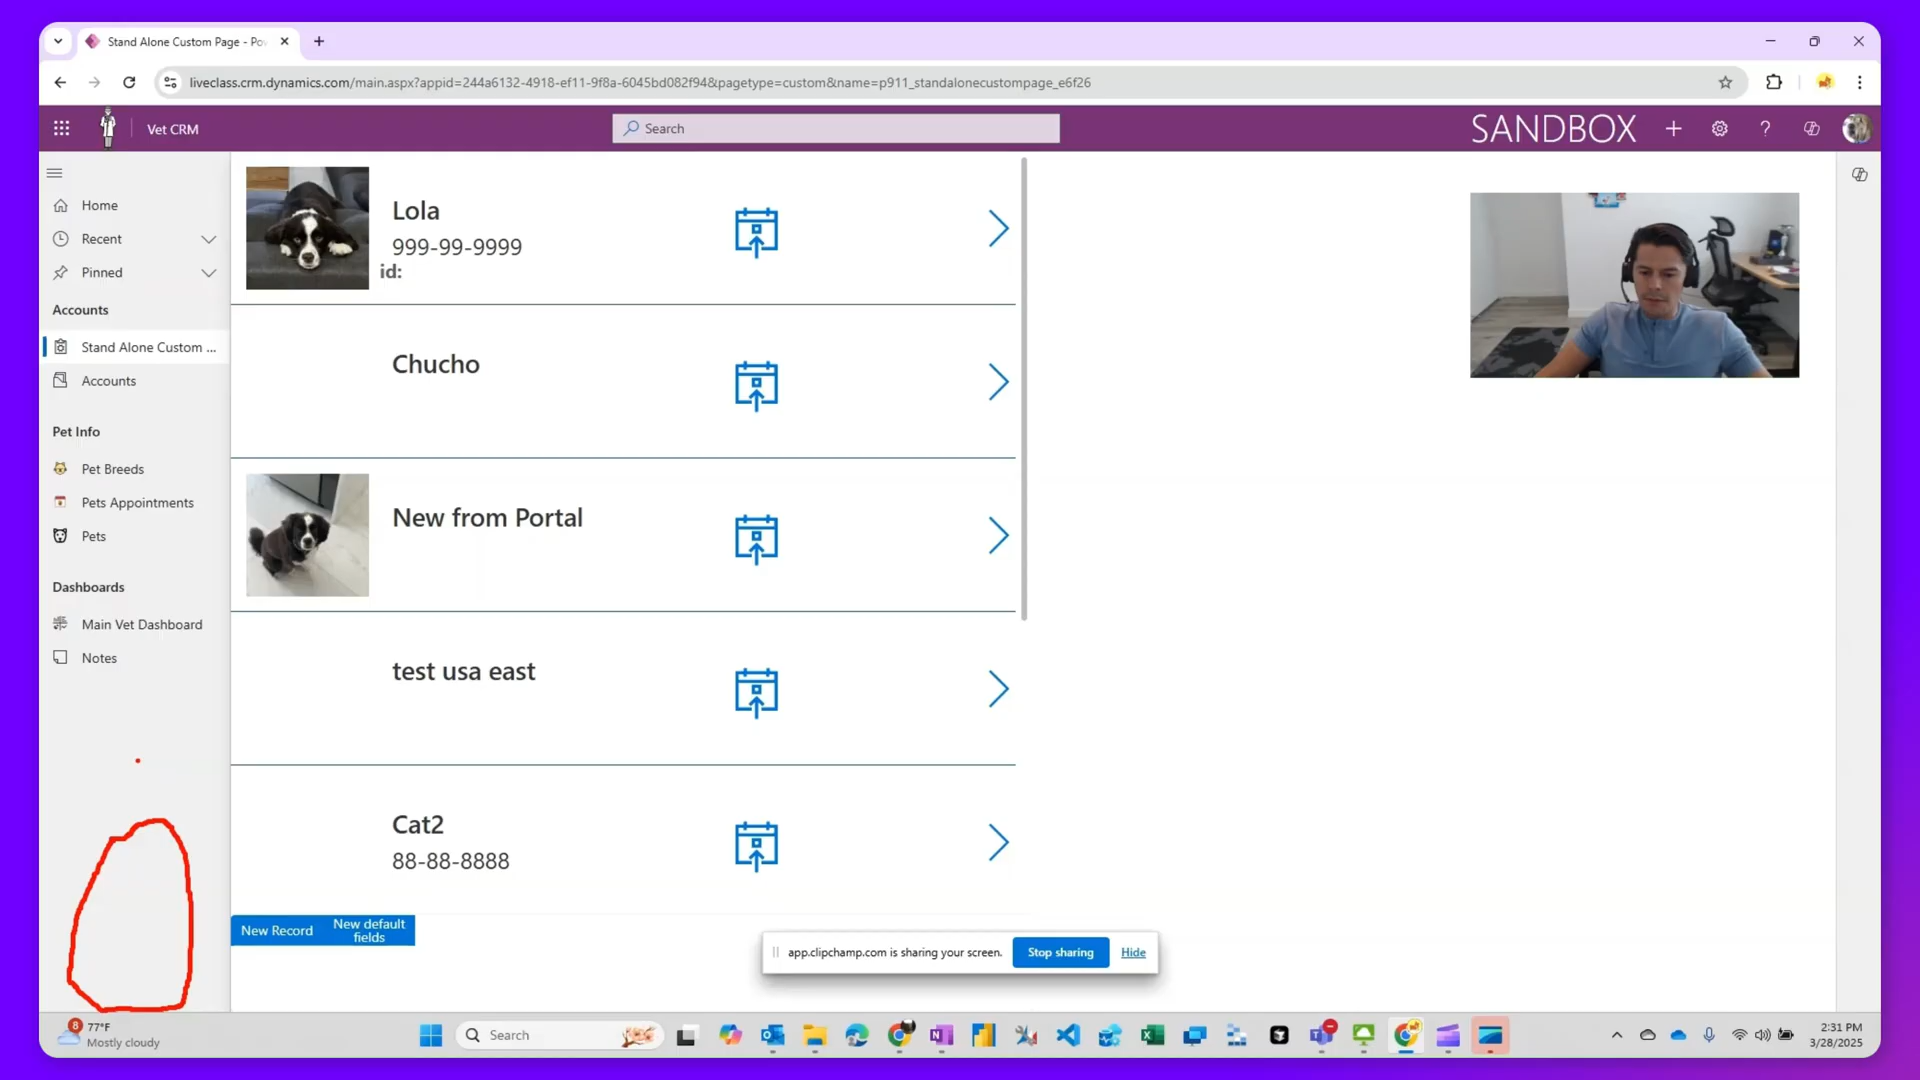 Stand Alone Custom Page - Pov
liveclass.crm.dynamics.com/main.aspx?appid=244a6132-4918-ef11-9f8a-6045bd082f94&pagetype=custom&name=p911_standalonecustompage_e6f26
Vet CRM
Search
SANDBOX
Home
Recent
Pinned
Accounts
Stand Alone Custom ...
Accounts
Pet Info
Pet Breeds
Pets Appointments
Pets
Dashboards
Main Vet Dashboard
Notes
Lola
999-99-9999
id:
Chucho
New from Portal
test usa east
Cat2
88-88-8888
New Record
New default
fields
app.clipchamp.com is sharing your screen.
Stop sharing
Hide
8
77°F
Mostly cloudy
Search
2:31 PM
3/28/2025